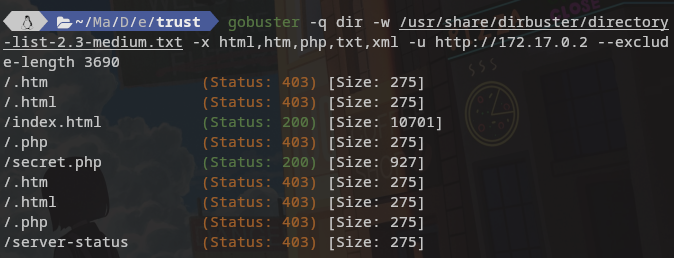 ~/Ma/D/e/trust gobuster -q dir -w /usr/share/dirbuster/directory
-list-2.3-medium.txt -x html,htm,php,txt,xml -u http://172.17.0.2 --exclud
e-length 3690
/.htm (Status: 403) [Size: 275]
/.html (Status: 403) [Size: 275]
/index.html (Status: 200) [Size: 10701]
/.php (Status: 403) [Size: 275]
/secret.php (Status: 200) [Size: 927]
/.htm (Status: 403) [Size: 275]
/.html (Status: 403) [Size: 275]
/.php (Status: 403) [Size: 275]
/server-status (Status: 403) [Size: 275]
CLOSE